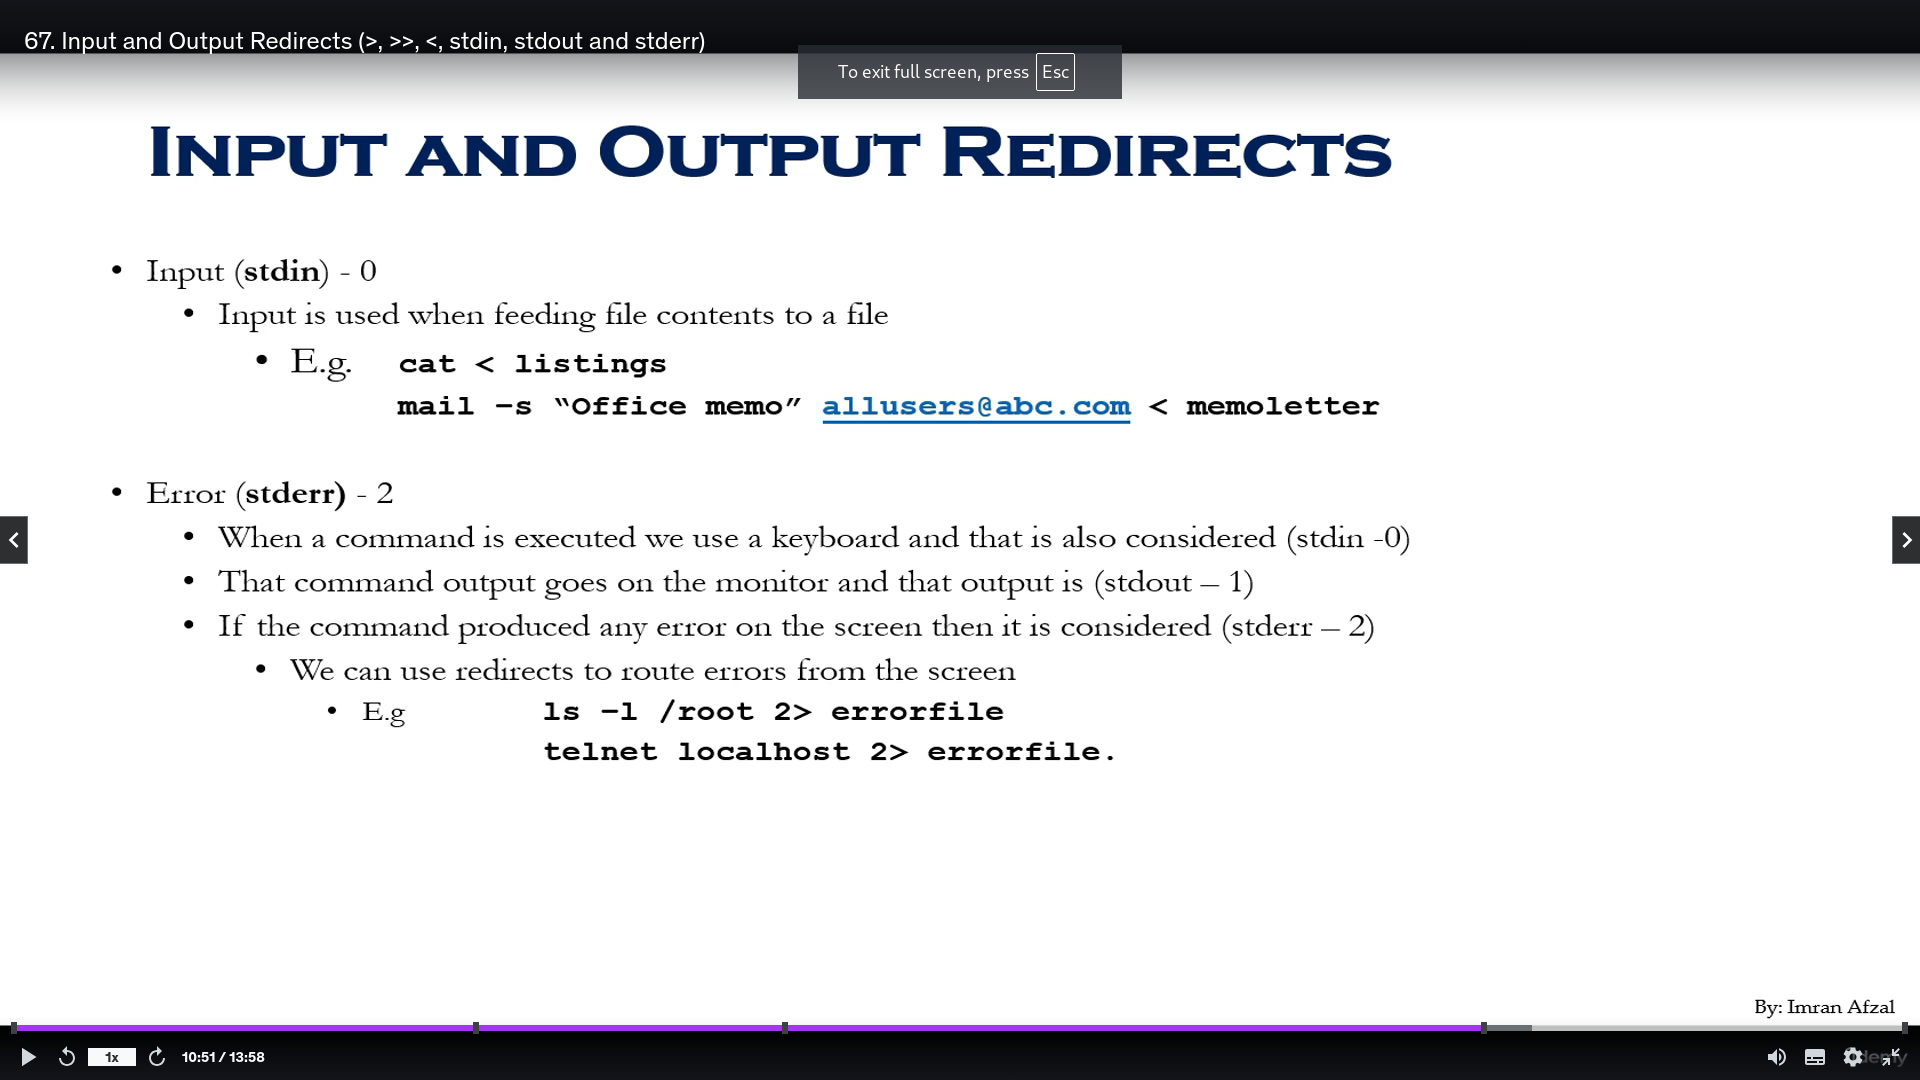 67. Input and Output Redirects (>, >>, <, stdin, stdout and stderr)
To exit full screen, press Esc
INPUT AND OUTPUT REDIRECTS
• Input (stdin) - 0
• Input is used when feeding file contents to a file
• E.g. cat < listings
mail –s “Office memo” allusers@abc.com < memoletter
• Error (stderr) - 2
• When a command is executed we use a keyboard and that is also considered (stdin -0)
• That command output goes on the monitor and that output is (stdout – 1)
• If the command produced any error on the screen then it is considered (stderr – 2)
• We can use redirects to route errors from the screen
• E.g ls –l /root 2> errorfile
telnet localhost 2> errorfile.
By: Imran Afzal
1x 10:51 / 13:58